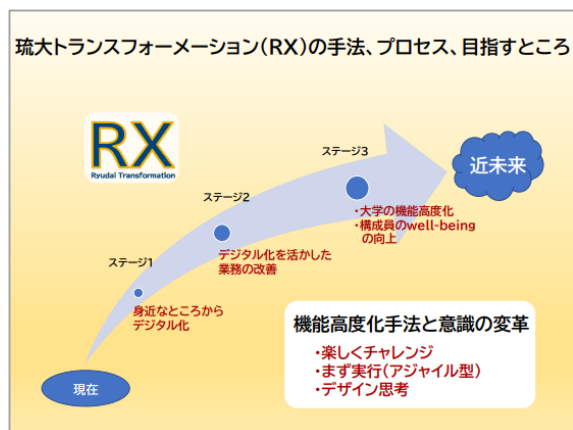 琉大トランスフォーメーション(RX)の手法、プロセス、目指すところ
RX
Ryudai Transformation
ステージ3
近未来
・大学の機能高度化
・構成員のwell-being
の向上
ステージ2
デジタル化を活かした
業務の改善
ステージ1
身近なところから
デジタル化
現在
機能高度化手法と意識の変革
・楽しくチャレンジ
・まず実行(アジャイル型)
・デザイン思考